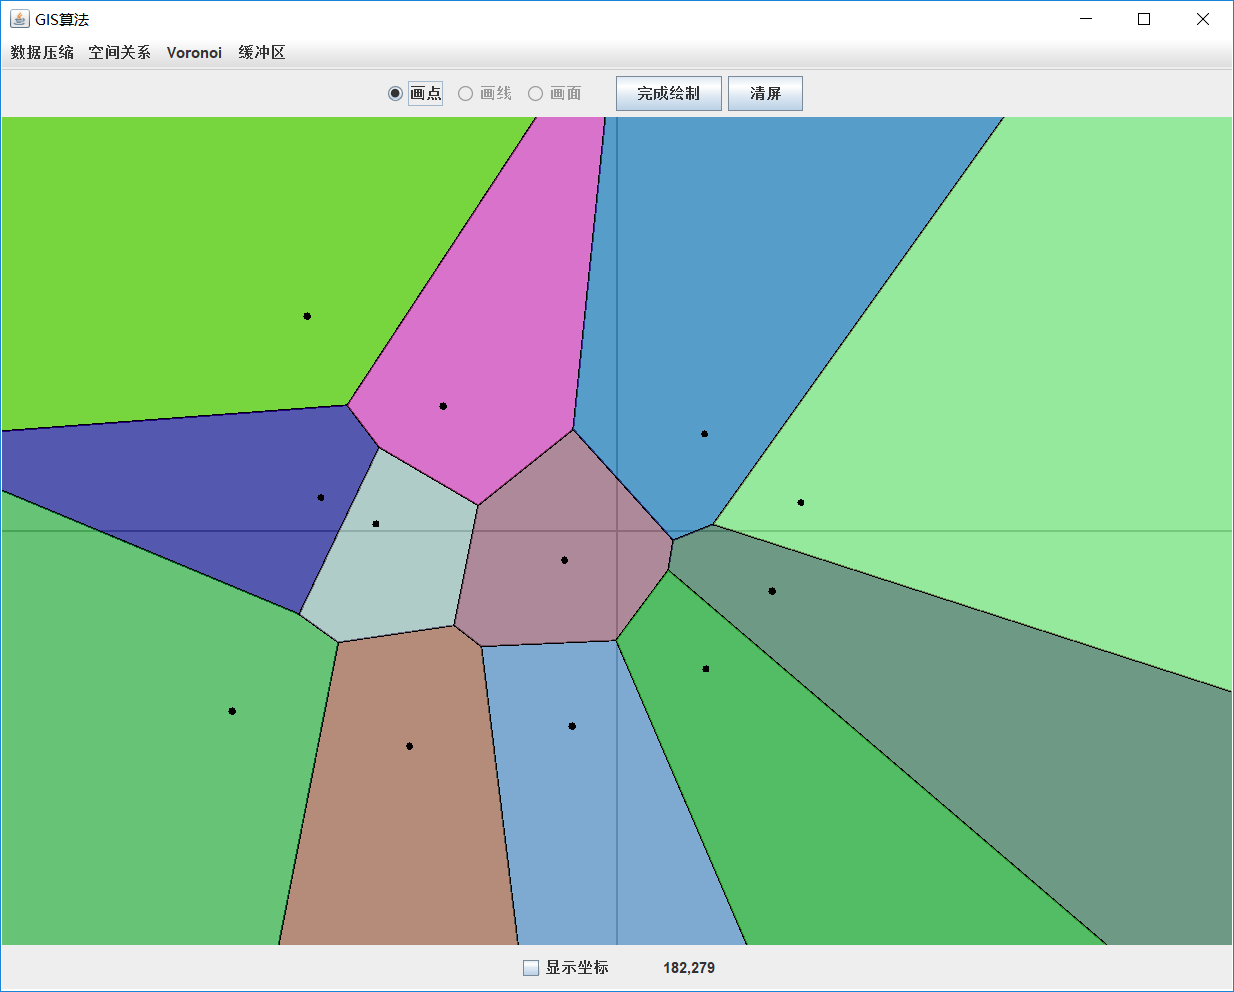 GIS算法
数据压缩 空间关系 Voronoi 缓冲区
画点 画线 画面 完成绘制 清屏
显示坐标 182,279